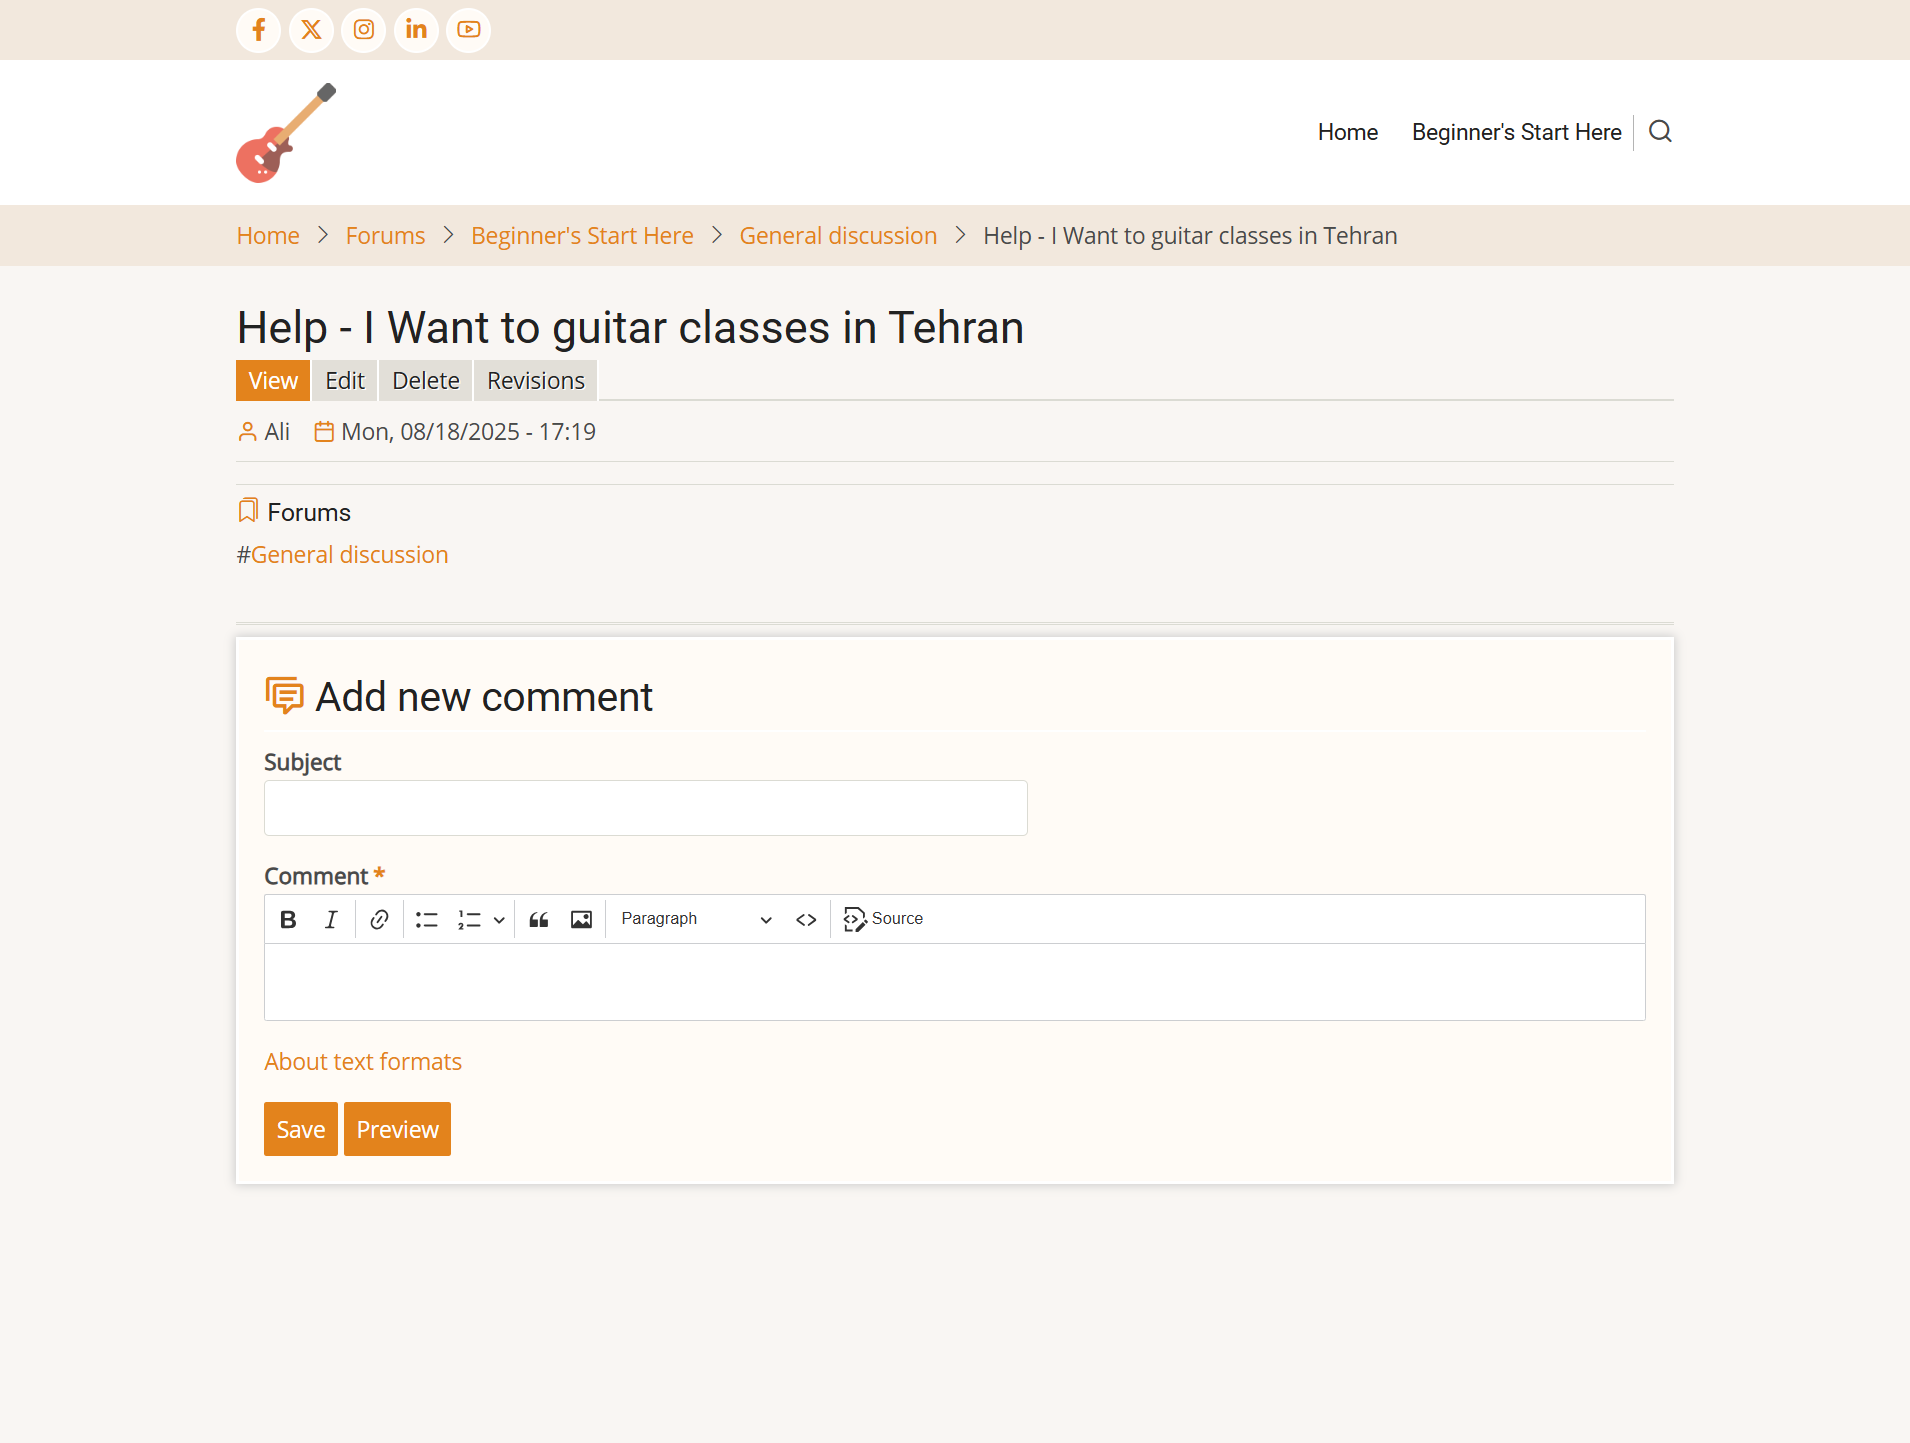 Home Beginner's Start Here
Home > Forums > Beginner's Start Here > General discussion > Help - I Want to guitar classes in Tehran
Help - I Want to guitar classes in Tehran
View Edit Delete Revisions
Ali Mon, 08/18/2025 - 17:19
Forums
#General discussion
Add new comment
Subject
Comment *
Paragraph Source
About text formats
Save Preview